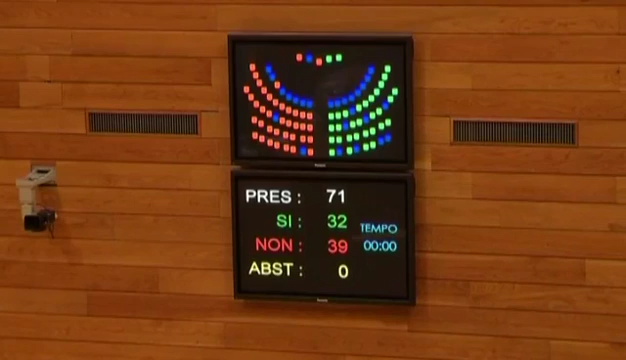 PRES : 71
SI : 32
NON : 39
ABST : 0
TEMPO
00:00